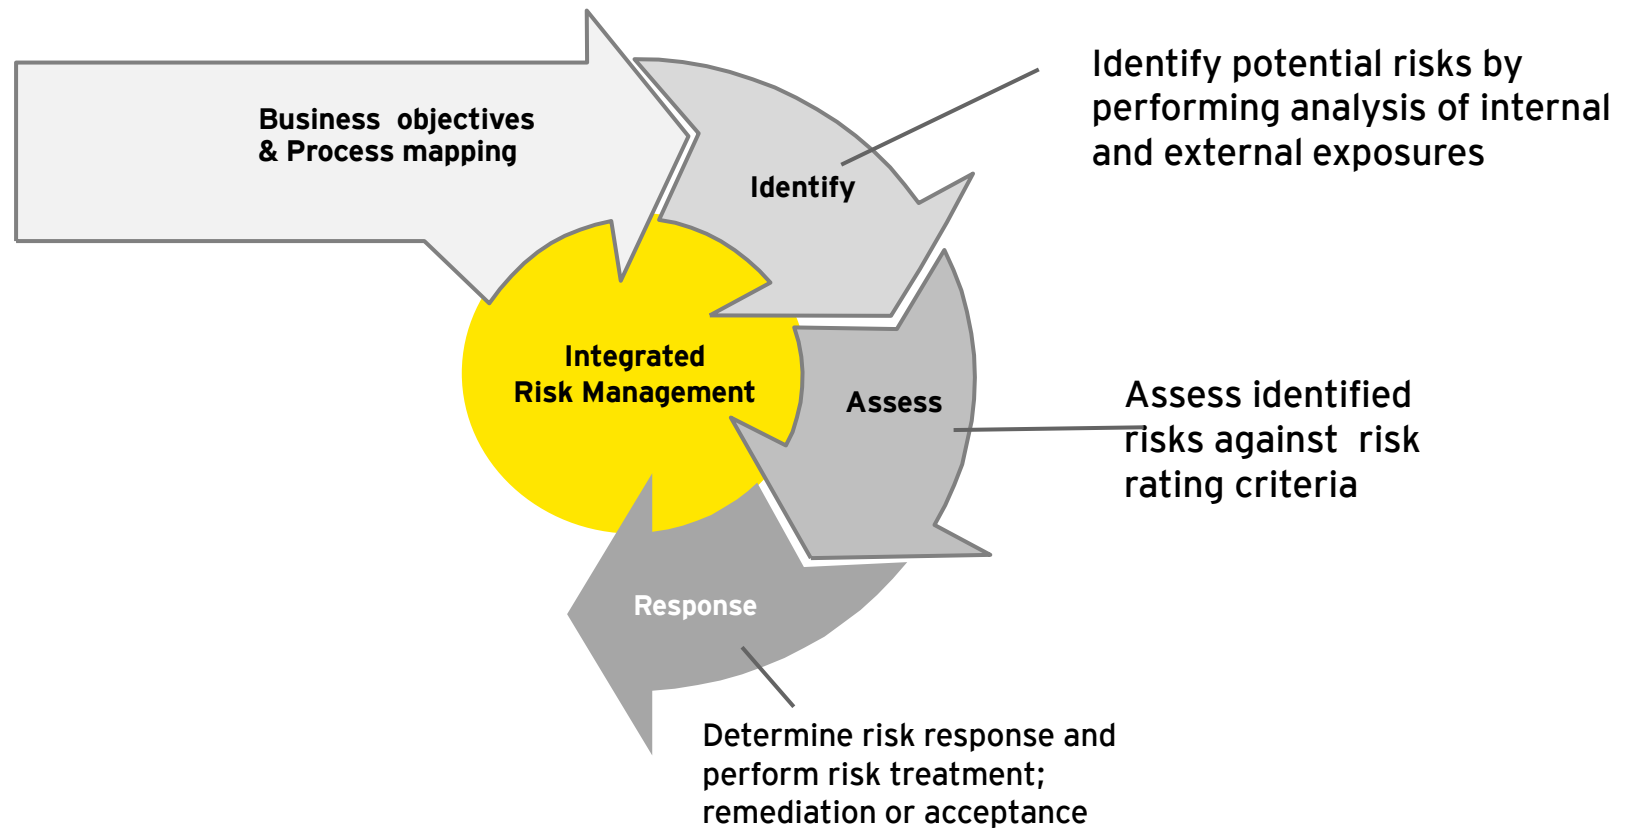 Business  objectives
& Process mapping
Identify
Identify potential risks by
performing analysis of internal
and external exposures
Integrated
Risk Management
Assess
Assess identified
risks against  risk
rating criteria
Response
Determine risk response and
perform risk treatment;
remediation or acceptance